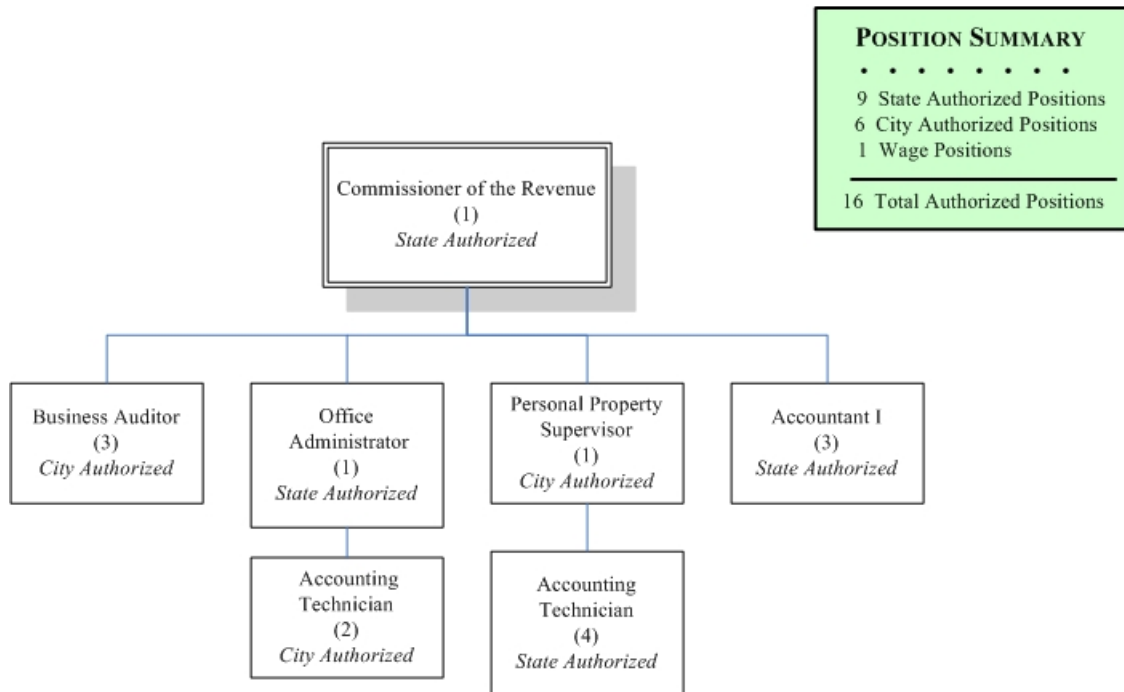 POSITION SUMMARY
• • • • • • • •
9 State Authorized Positions
6 City Authorized Positions
1 Wage Positions
16 Total Authorized Positions
Commissioner of the Revenue
(1)
State Authorized
Business Auditor
(3)
City Authorized
Office
Administrator
(1)
State Authorized
Personal Property
Supervisor
(1)
City Authorized
Accountant I
(3)
State Authorized
Accounting
Technician
(2)
City Authorized
Accounting
Technician
(4)
State Authorized